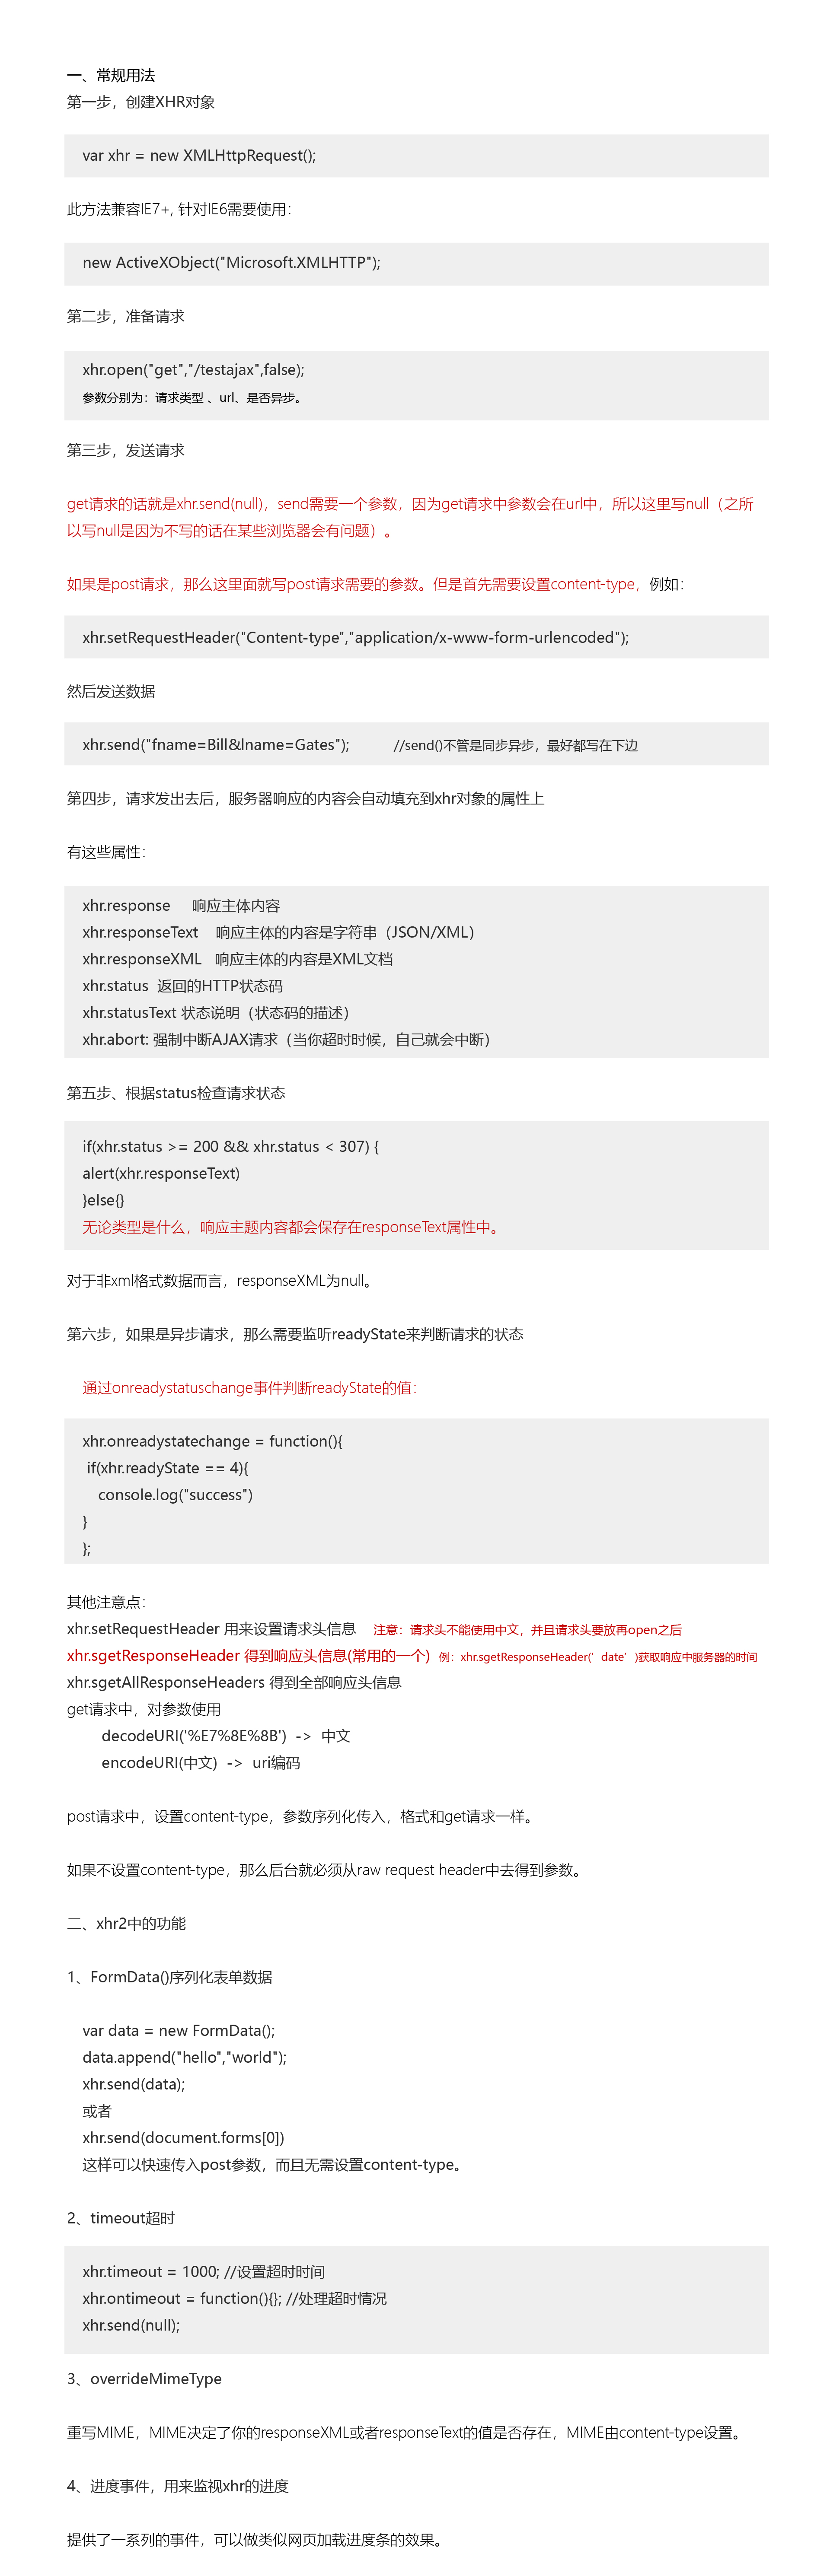 一、常规用法
第一步，创建XHR对象
var xhr = new XMLHttpRequest();
此方法兼容IE7+, 针对IE6需要使用：
new ActiveXObject("Microsoft.XMLHTTP");
第二步，准备请求
xhr.open("get","/testajax",false);
参数分别为：请求类型 、url、是否异步。
第三步，发送请求
get请求的话就是xhr.send(null)，send需要一个参数，因为get请求中参数会在url中，所以这里写null（之所
以写null是因为不写的话在某些浏览器会有问题）。
如果是post请求，那么这里面就写post请求需要的参数。但是首先需要设置content-type，例如：
xhr.setRequestHeader("Content-type","application/x-www-form-urlencoded");
然后发送数据
xhr.send("fname=Bill&lname=Gates"); //send()不管是同步异步，最好都写在下边
第四步，请求发出去后，服务器响应的内容会自动填充到xhr对象的属性上
有这些属性：
xhr.response 响应主体内容
xhr.responseText 响应主体的内容是字符串（JSON/XML）
xhr.responseXML 响应主体的内容是XML文档
xhr.status 返回的HTTP状态码
xhr.statusText 状态说明（状态码的描述）
xhr.abort: 强制中断AJAX请求（当你超时时候，自己就会中断）
第五步、根据status检查请求状态
if(xhr.status >= 200 && xhr.status < 307) {
alert(xhr.responseText)
}else{}
无论类型是什么，响应主题内容都会保存在responseText属性中。
对于非xml格式数据而言，responseXML为null。
第六步，如果是异步请求，那么需要监听readyState来判断请求的状态
通过onreadystatuschange事件判断readyState的值：
xhr.onreadystatechange = function(){
if(xhr.readyState == 4){
console.log("success")
}
};
其他注意点：
xhr.setRequestHeader 用来设置请求头信息 注意：请求头不能使用中文，并且请求头要放再open之后
xhr.sgetResponseHeader 得到响应头信息(常用的一个) 例：xhr.sgetResponseHeader(’date’)获取响应中服务器的时间
xhr.sgetAllResponseHeaders 得到全部响应头信息
get请求中，对参数使用
decodeURI('%E7%8E%8B') -> 中文
encodeURI(中文) -> uri编码
post请求中，设置content-type，参数序列化传入，格式和get请求一样。
如果不设置content-type，那么后台就必须从raw request header中去得到参数。
二、xhr2中的功能
1、FormData()序列化表单数据
var data = new FormData();
data.append("hello","world");
xhr.send(data);
或者
xhr.send(document.forms[0])
这样可以快速传入post参数，而且无需设置content-type。
2、timeout超时
xhr.timeout = 1000; //设置超时时间
xhr.ontimeout = function(){}; //处理超时情况
xhr.send(null);
3、overrideMimeType
重写MIME，MIME决定了你的responseXML或者responseText的值是否存在，MIME由content-type设置。
4、进度事件，用来监视xhr的进度
提供了一系列的事件，可以做类似网页加载进度条的效果。